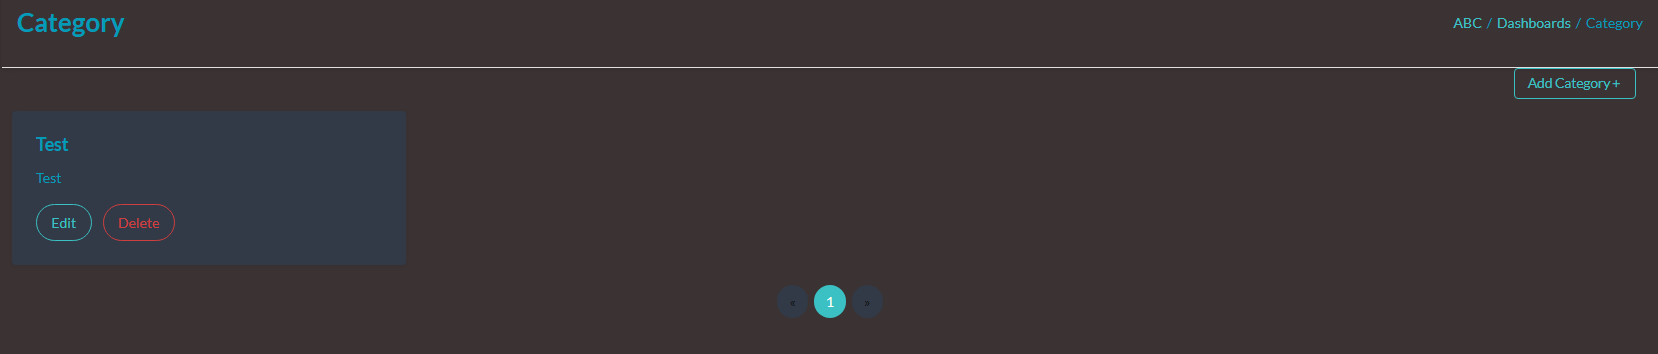 Category
ABC / Dashboards / Category
Add Category +
Test
Test
Edit Delete
« 1 »